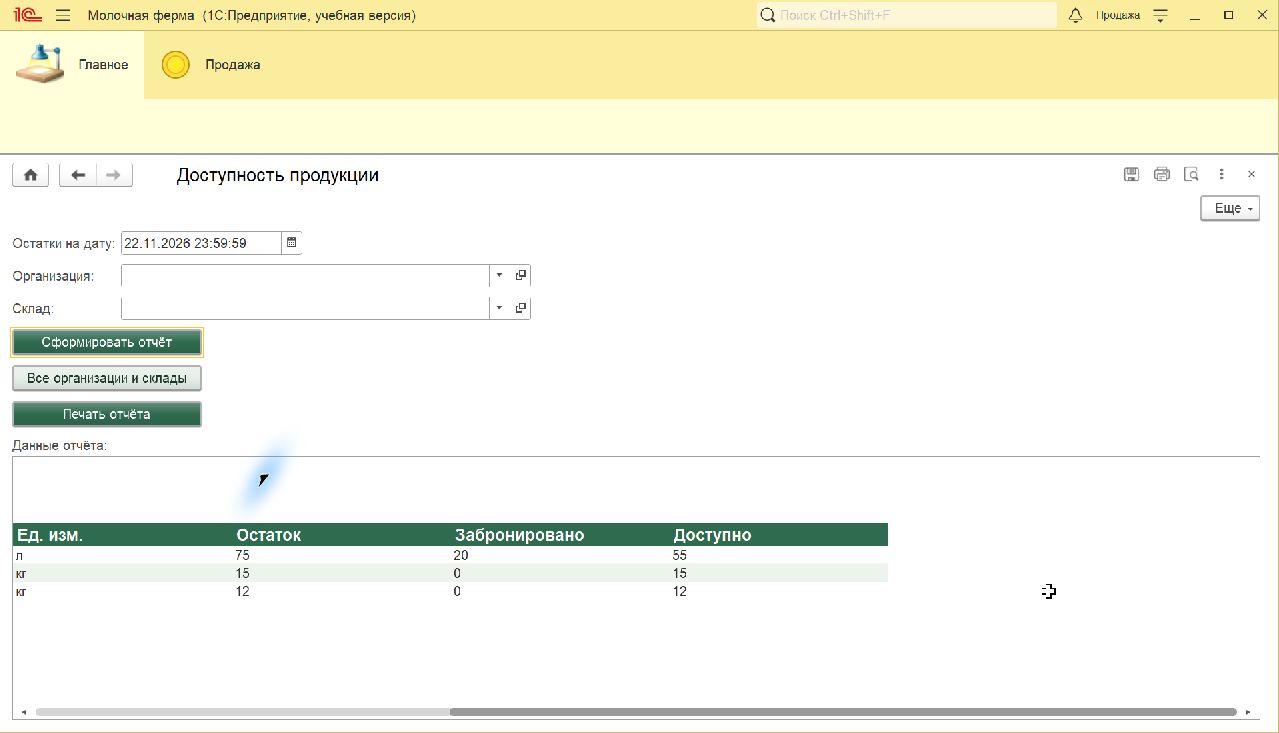 1С Молочная ферма (1С:Предприятие, учебная версия) Поиск Ctrl+Shift+F Продажа
Главное Продажа
Доступность продукции
Еще
Остатки на дату: 22.11.2026 23:59:59
Организация:
Склад:
Сформировать отчёт
Все организации и склады
Печать отчёта
Данные отчёта:
Ед. изм. Остаток Забронировано Доступно
л 75 20 55
кг 15 0 15
кг 12 0 12